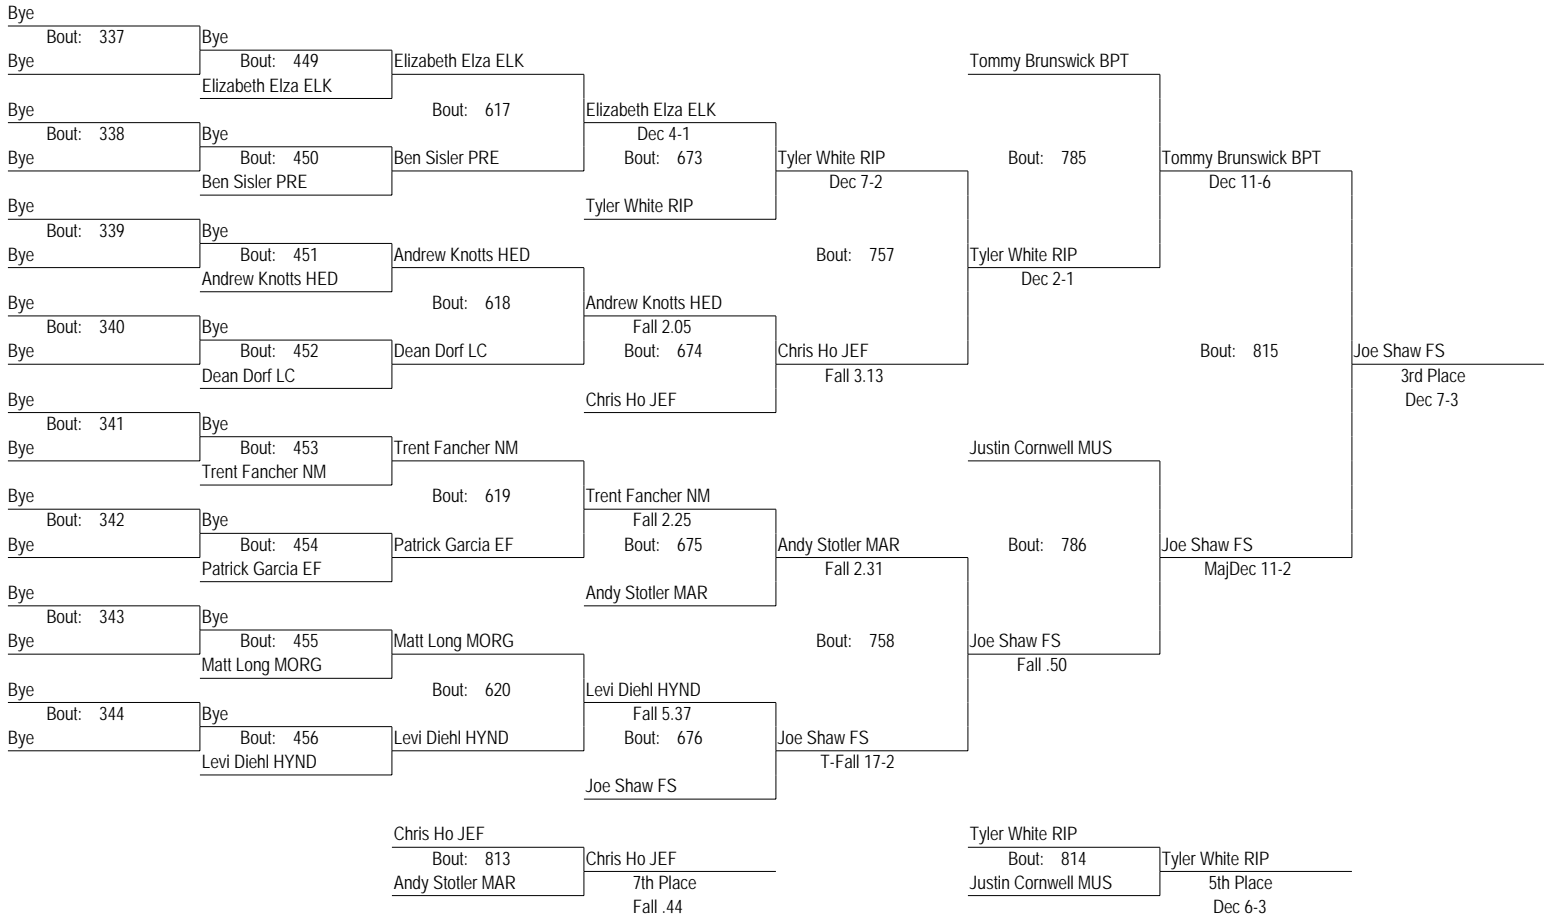 Bye
Bout: 337 Bye
Bye Bout: 449 Elizabeth Elza ELK Tommy Brunswick BPT
Elizabeth Elza ELK
Bye Bout: 617 Elizabeth Elza ELK
Bout: 338 Bye Dec 4-1
Bye Bout: 450 Ben Sisler PRE Bout: 673 Tyler White RIP Bout: 785 Tommy Brunswick BPT
Ben Sisler PRE Dec 7-2 Dec 11-6
Bye Tyler White RIP
Bout: 339 Bye
Bye Bout: 451 Andrew Knotts HED Bout: 757 Tyler White RIP
Andrew Knotts HED Dec 2-1
Bye Bout: 618 Andrew Knotts HED
Bout: 340 Bye Fall 2.05
Bye Bout: 452 Dean Dorf LC Bout: 674 Chris Ho JEF Bout: 815 Joe Shaw FS
Dean Dorf LC Fall 3.13 3rd Place
Bye Chris Ho JEF Dec 7-3
Bout: 341 Bye
Bye Bout: 453 Trent Fancher NM Justin Cornwell MUS
Trent Fancher NM
Bye Bout: 619 Trent Fancher NM
Bout: 342 Bye Fall 2.25
Bye Bout: 454 Patrick Garcia EF Bout: 675 Andy Stotler MAR Bout: 786 Joe Shaw FS
Patrick Garcia EF Fall 2.31 MajDec 11-2
Bye Andy Stotler MAR
Bout: 343 Bye
Bye Bout: 455 Matt Long MORG Bout: 758 Joe Shaw FS
Matt Long MORG Fall .50
Bye Bout: 620 Levi Diehl HYND
Bout: 344 Bye Fall 5.37
Bye Bout: 456 Levi Diehl HYND Bout: 676 Joe Shaw FS
Levi Diehl HYND T-Fall 17-2
Joe Shaw FS
Chris Ho JEF Tyler White RIP
Bout: 813 Chris Ho JEF Bout: 814 Tyler White RIP
Andy Stotler MAR 7th Place Justin Cornwell MUS 5th Place
Fall .44 Dec 6-3